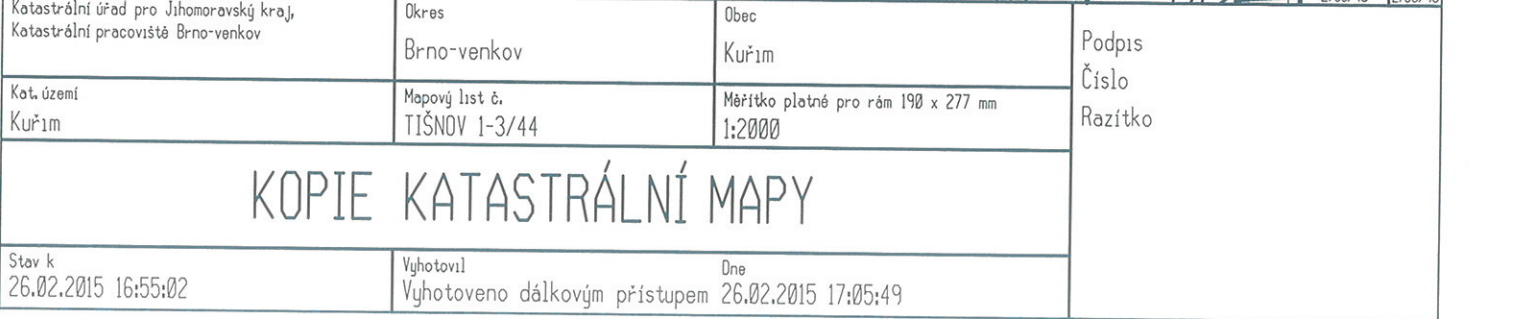 Katastrální úřad pro Jihomoravský kraj,
Katastrální pracoviště Brno-venkov
Okres
Brno-venkov
Obec
Kuřim
Podpis
Číslo
Razítko
Kat. území
Kuřim
Mapový list č.
TIŠNOV 1-3/44
Měřítko platné pro rám 190 x 277 mm
1:2000
KOPIE KATASTRÁLNÍ MAPY
Stav k
26.02.2015 16:55:02
Vyhotovil
Vyhotoveno dálkovým přístupem
Dne
26.02.2015 17:05:49